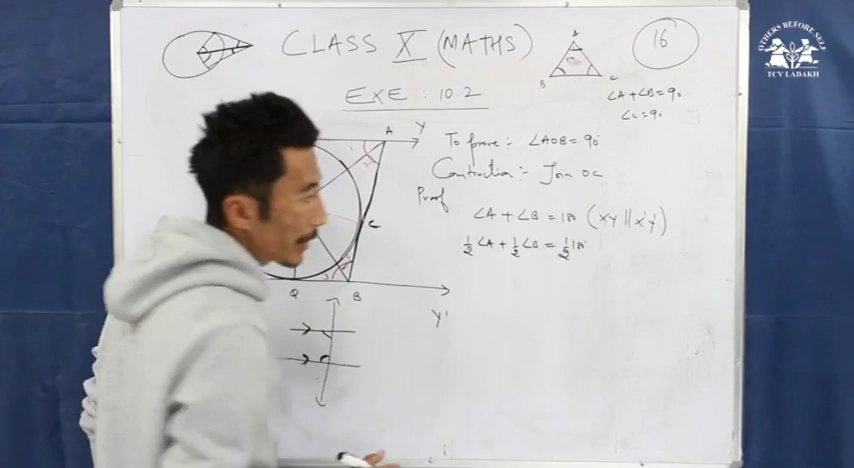 CLASS X (MATHS)
16
EXE. 10.2
A
B
C
∠A + ∠B = 90
∠C = 90
OTHERS BEFORE SELF
TCV LADAKH
A
Y
C
Q
B
Y'
To prove :- ∠AOB = 90°
Contruction :- Join OC
Proof
∠A + ∠B = 180 (XY || X'Y')
½∠A + ½∠B = ½180°